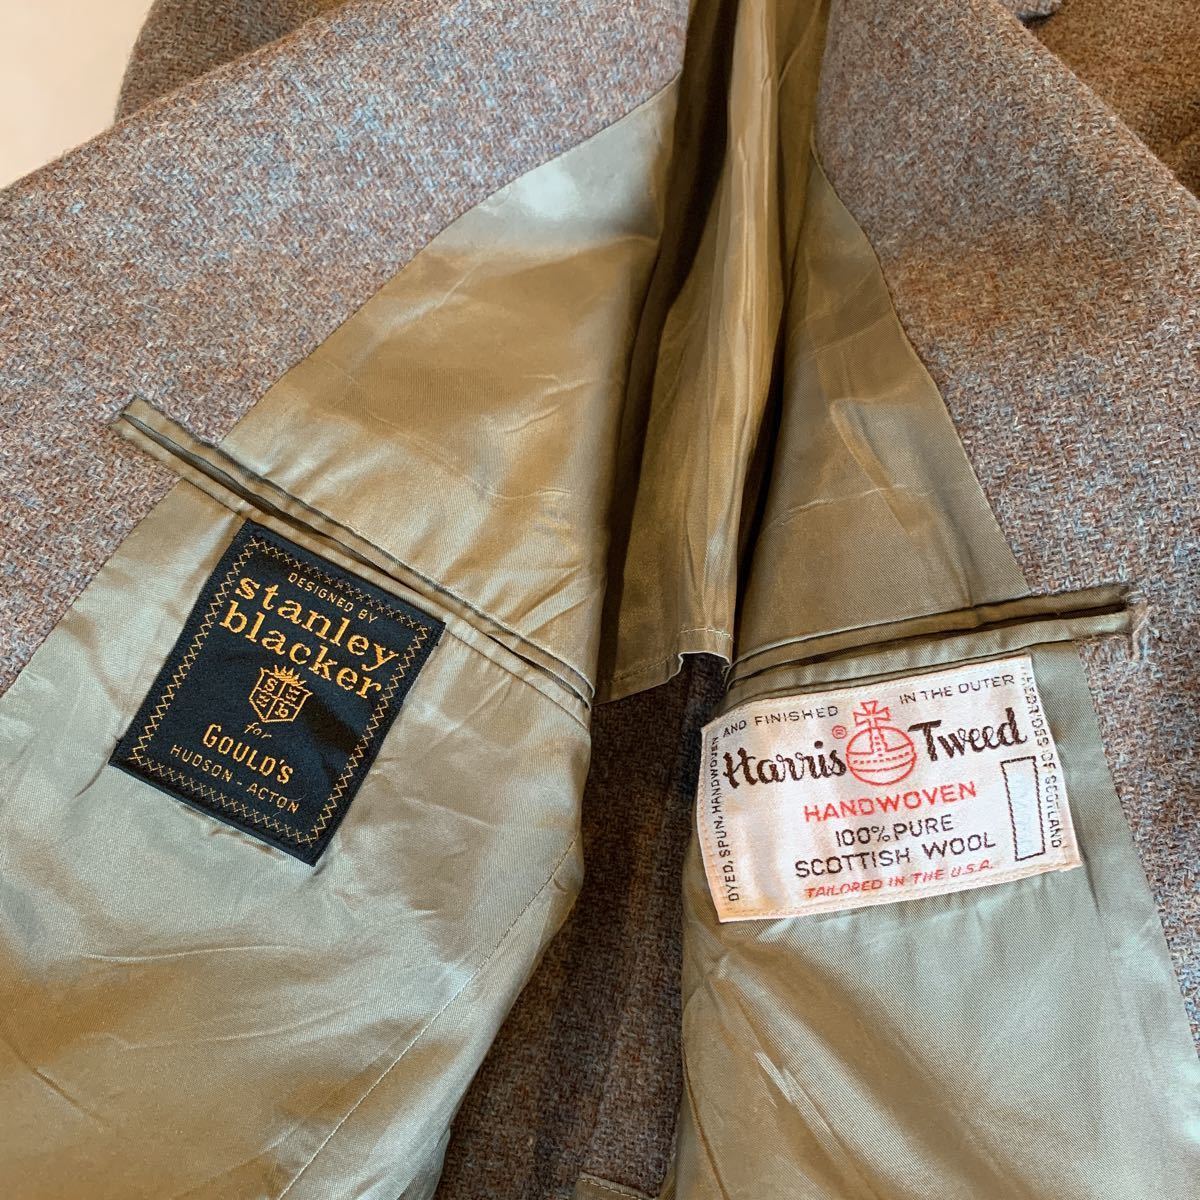 DESIGNED BY
stanley
blacker
for
GOULD'S
HUDSON - ACTON
DYED, SPUN, HANDWOVEN
AND FINISHED
IN THE OUTER
HEBRIDES OF SCOTLAND
Harris® Tweed
HANDWOVEN
100% PURE
SCOTTISH WOOL
TAILORED IN THE U.S.A.